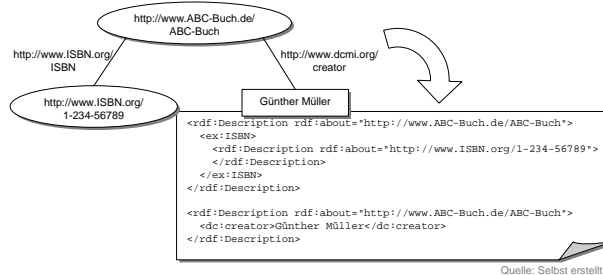 http://www.ABC-Buch.de/
ABC-Buch
http://www.ISBN.org/
ISBN
http://www.dcmi.org/
creator
http://www.ISBN.org/
1-234-56789
Günther Müller
<rdf:Description rdf:about="http://www.ABC-Buch.de/ABC-Buch">
<ex:ISBN>
<rdf:Description rdf:about="http://www.ISBN.org/1-234-56789">
</rdf:Description>
</ex:ISBN>
</rdf:Description>
<rdf:Description rdf:about="http://www.ABC-Buch.de/ABC-Buch">
<dc:creator>Günther Müller</dc:creator>
</rdf:Description>
Quelle: Selbst erstellt